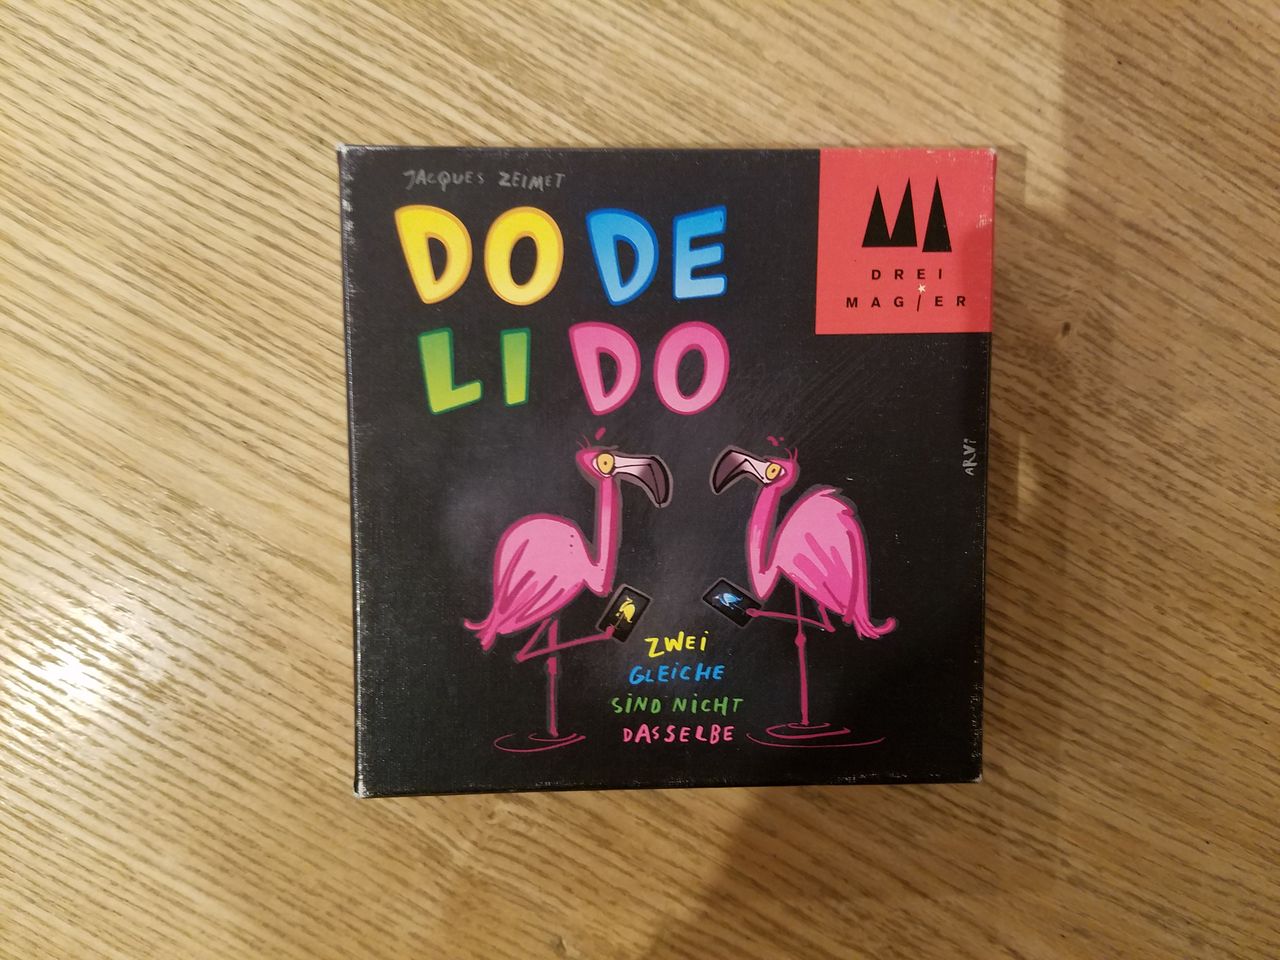 JACQUES ZEIMET
DO DE
LI DO
DREI
MAGIER
ARVi
ZWEi
GLEiCHE
SiND NiCHT
DASSELBE